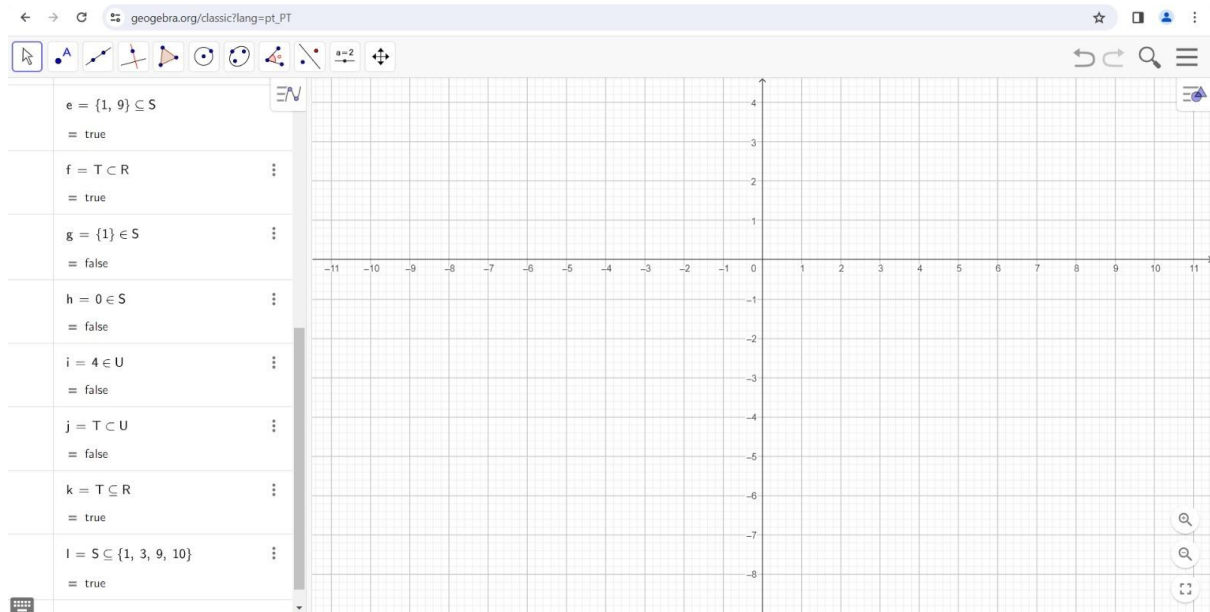 geogebra.org/classic?lang=pt_PT
A
a=2
e = {1, 9} ⊆ S
= true
f = T ⊂ R
= true
g = {1} ∈ S
= false
h = 0 ∈ S
= false
i = 4 ∈ U
= false
j = T ⊂ U
= false
k = T ⊆ R
= true
l = S ⊆ {1, 3, 9, 10}
= true
4
3
2
1
−11 −10 −9 −8 −7 −6 −5 −4 −3 −2 −1 0 1 2 3 4 5 6 7 8 9 10 11
−1
−2
−3
−4
−5
−6
−7
−8